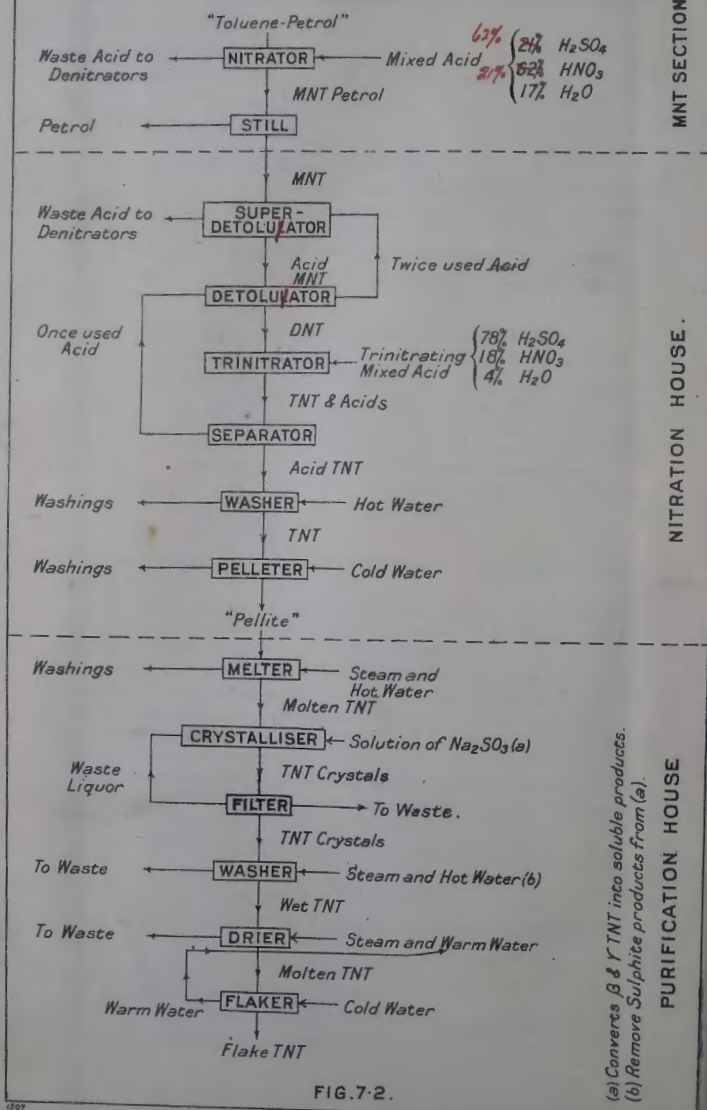 "Toluene-Petrol"
Waste Acid to
Denitrators
NITRATOR
Mixed Acid
62% 21% H2SO4
21% 62% HNO3
17% H2O
MNT Petrol
Petrol
STILL
MNT SECTION
MNT
Waste Acid to
Denitrators
SUPER-
DETOLULATOR
Twice used Acid
Acid
MNT
DETOLULATOR
Once used
Acid
DNT
TRINITRATOR
Trinitrating
Mixed Acid
78% H2SO4
18% HNO3
4% H2O
TNT & Acids
SEPARATOR
Acid TNT
Washings
WASHER
Hot Water
TNT
Washings
PELLETER
Cold Water
"Pellite"
NITRATION HOUSE.
Washings
MELTER
Steam and
Hot Water
Molten TNT
CRYSTALLISER
Solution of Na2SO3(a)
Waste
Liquor
TNT Crystals
FILTER
To Waste.
TNT Crystals
To Waste
WASHER
Steam and Hot Water(b)
Wet TNT
To Waste
DRIER
Steam and Warm Water
Molten TNT
Warm Water
FLAKER
Cold Water
Flake TNT
(a) Converts β & γ TNT into soluble products.
(b) Remove Sulphite products from (a).
PURIFICATION HOUSE
FIG.7·2.